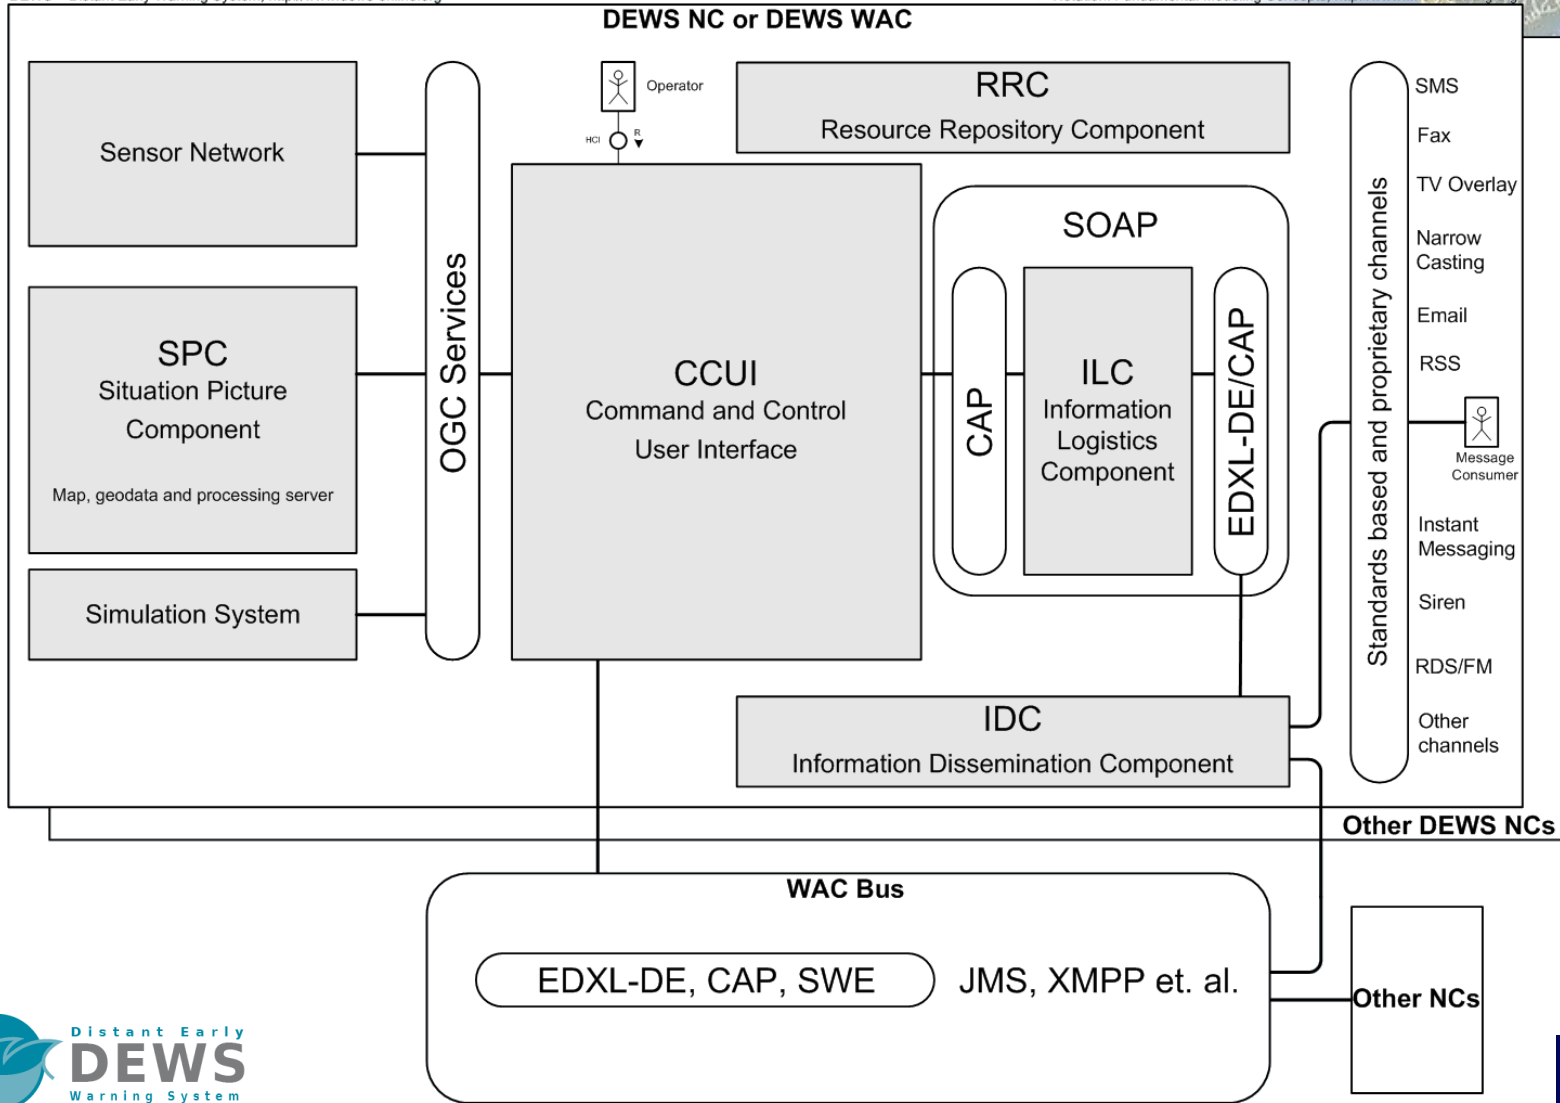 DEWS NC or DEWS WAC
Sensor Network
SPC
Situation Picture
Component
Map, geodata and processing server
Simulation System
OGC Services
Operator
HCI
R
CCUI
Command and Control
User Interface
RRC
Resource Repository Component
SOAP
CAP
ILC
Information
Logistics
Component
EDXL-DE/CAP
IDC
Information Dissemination Component
Standards based and proprietary channels
SMS
Fax
TV Overlay
Narrow
Casting
Email
RSS
Message
Consumer
Instant
Messaging
Siren
RDS/FM
Other
channels
Other DEWS NCs
WAC Bus
EDXL-DE, CAP, SWE
JMS, XMPP et. al.
Other NCs
Distant Early
DEWS
Warning System